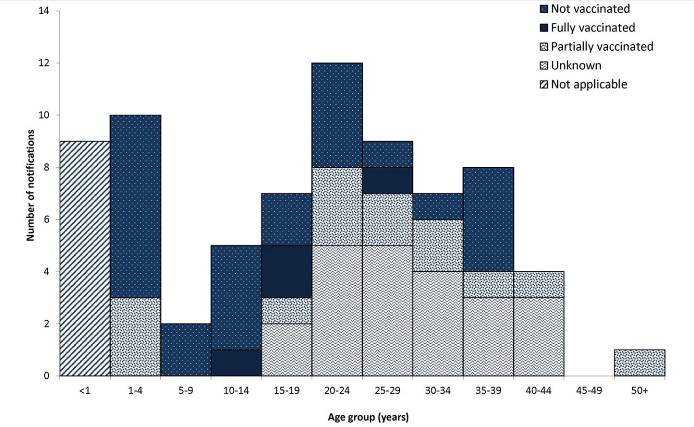 14
Not vaccinated
Fully vaccinated
Partially vaccinated
Unknown
Not applicable
12
10
8
6
4
2
0
Number of notifications
<1 1-4 5-9 10-14 15-19 20-24 25-29 30-34 35-39 40-44 45-49 50+
Age group (years)